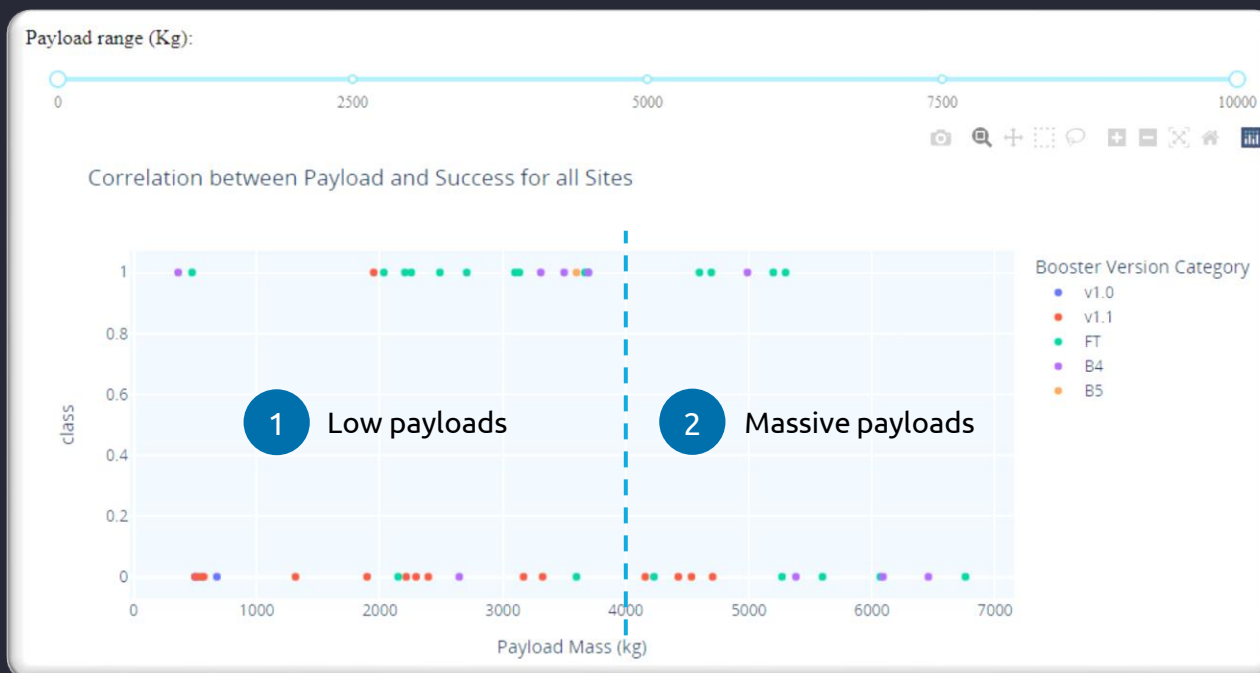 Payload range (Kg):
0 2500 5000 7500 10000
Correlation between Payload and Success for all Sites
1
0.8
0.6
0.4
0.2
0
class
1 Low payloads
2 Massive payloads
0 1000 2000 3000 4000 5000 6000 7000
Payload Mass (kg)
Booster Version Category
v1.0
v1.1
FT
B4
B5